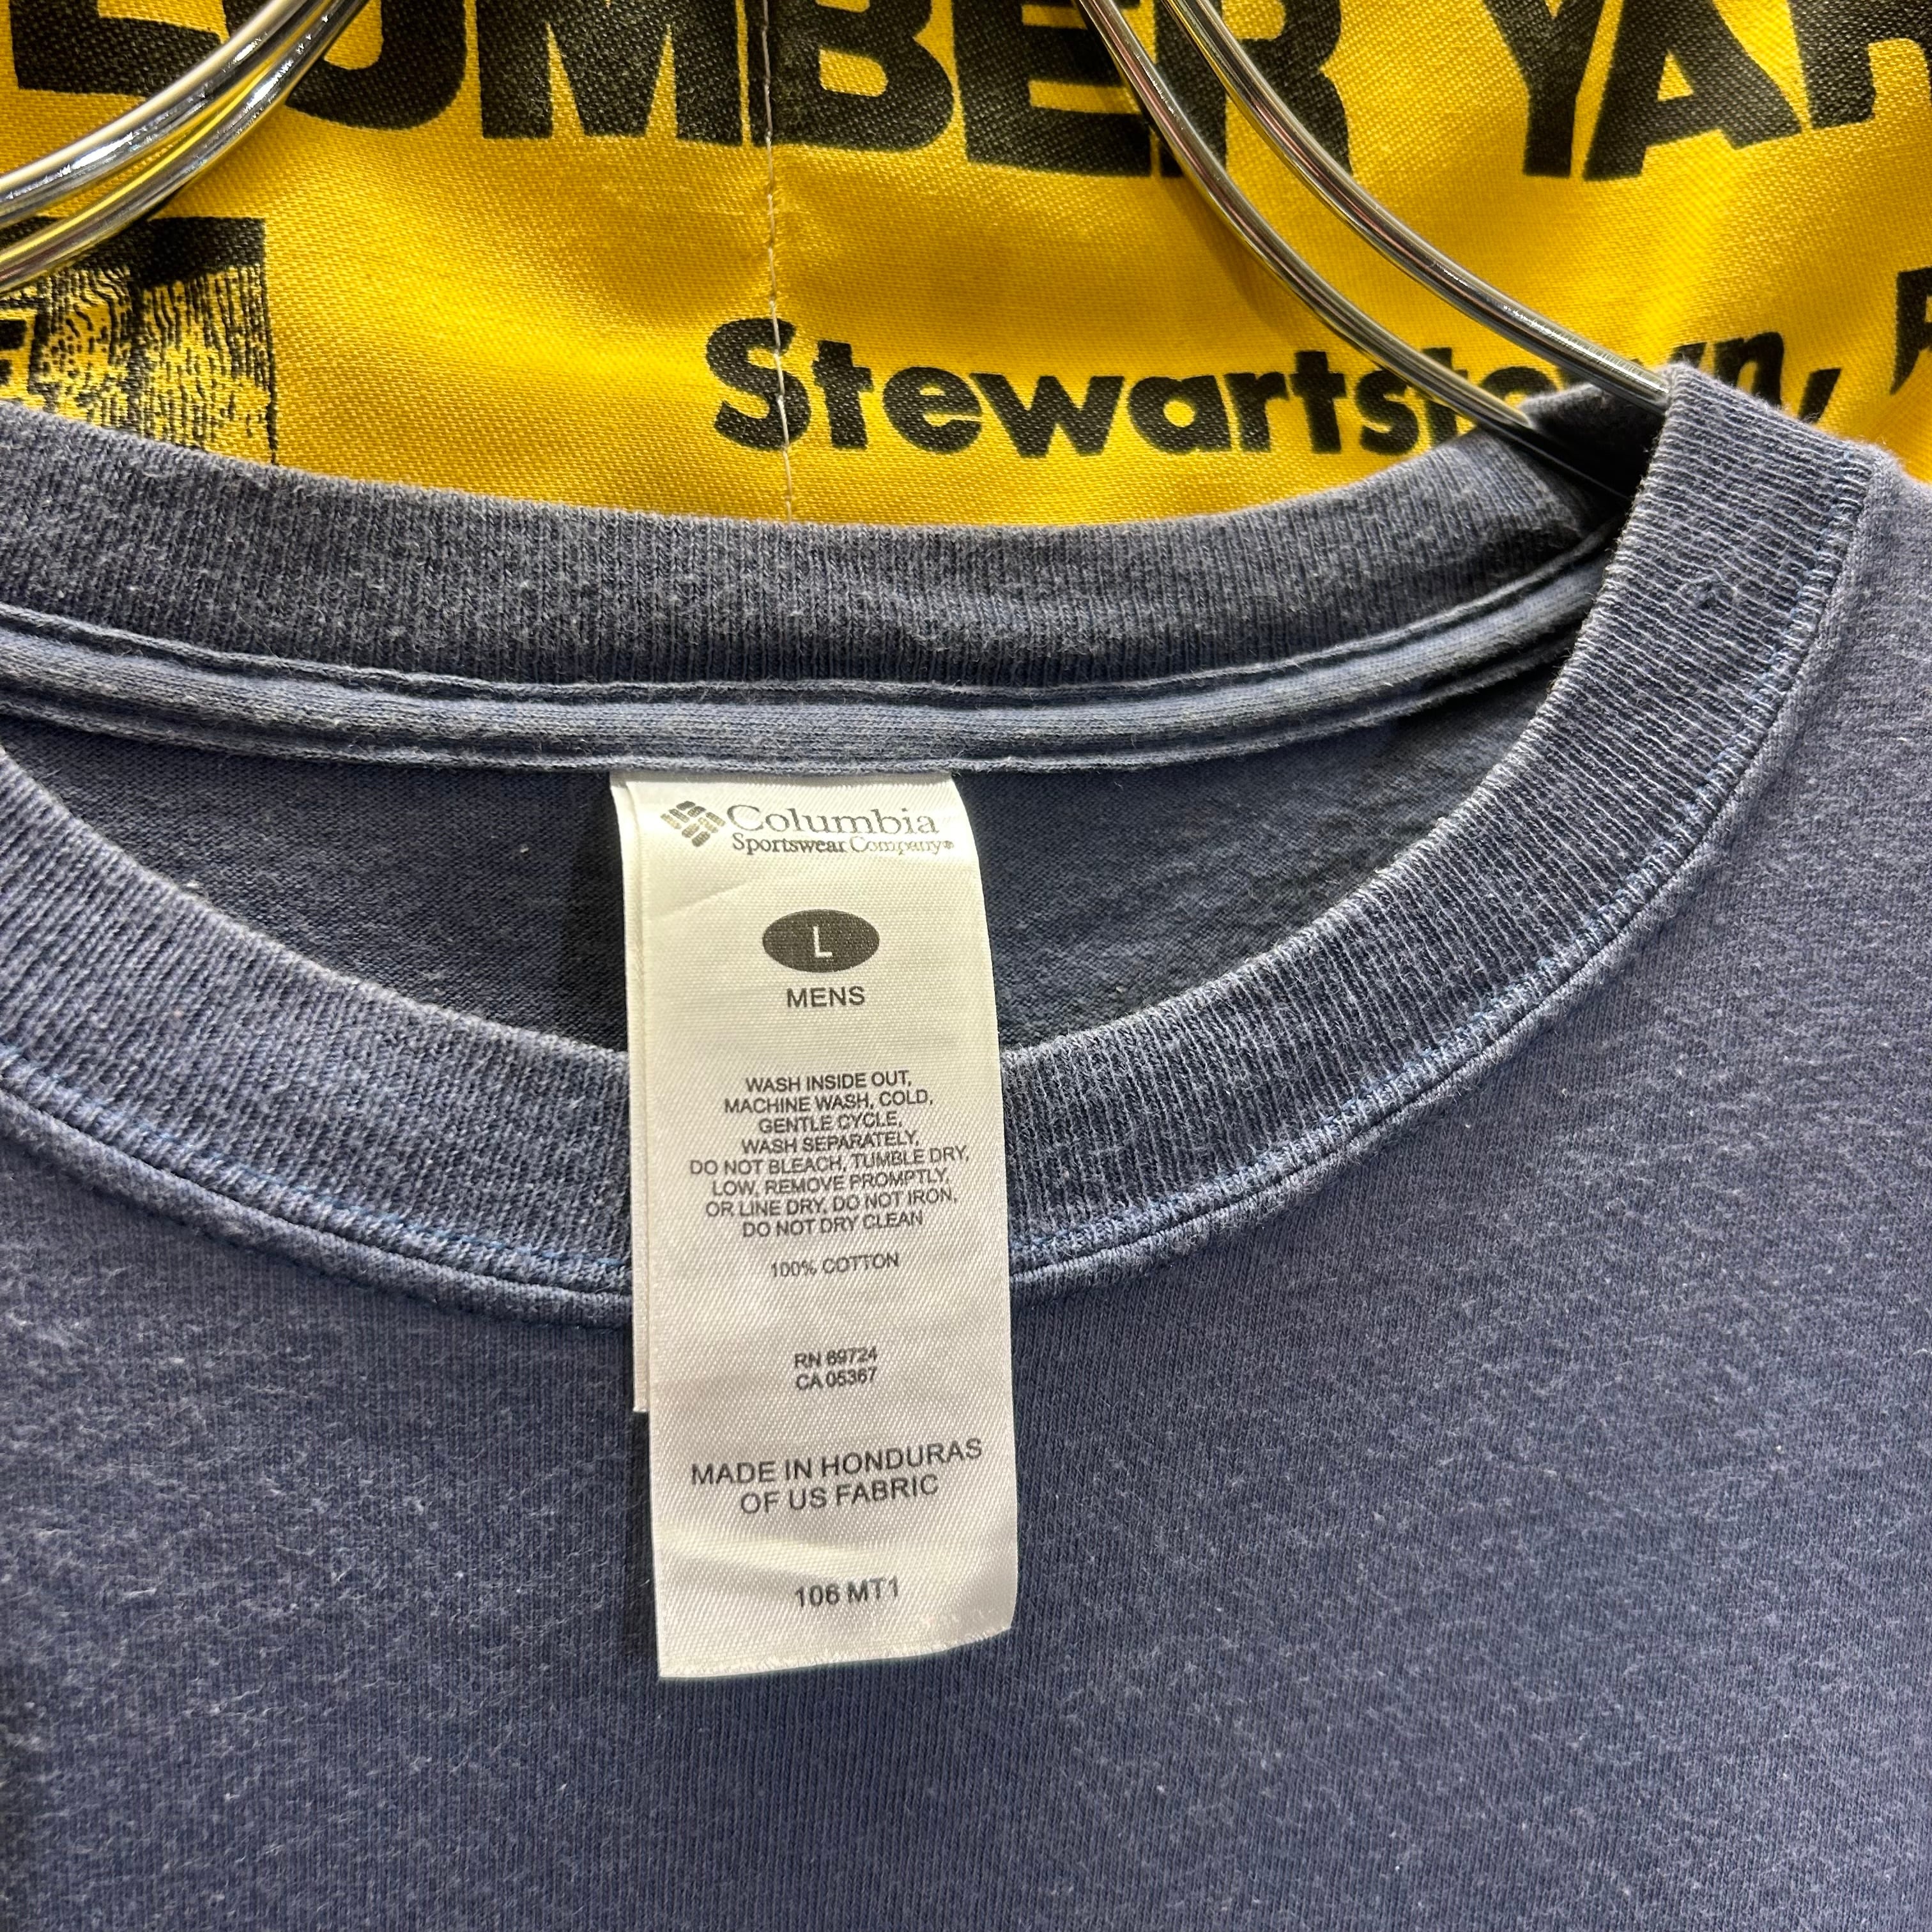 LUMBER YAR
Stewartstown,
Columbia
Sportswear Company®
L
MENS
WASH INSIDE OUT,
MACHINE WASH, COLD,
GENTLE CYCLE,
WASH SEPARATELY,
DO NOT BLEACH, TUMBLE DRY,
LOW, REMOVE PROMPTLY,
OR LINE DRY, DO NOT IRON,
DO NOT DRY CLEAN
100% COTTON
RN 69724
CA 05367
MADE IN HONDURAS
OF US FABRIC
106 MT1